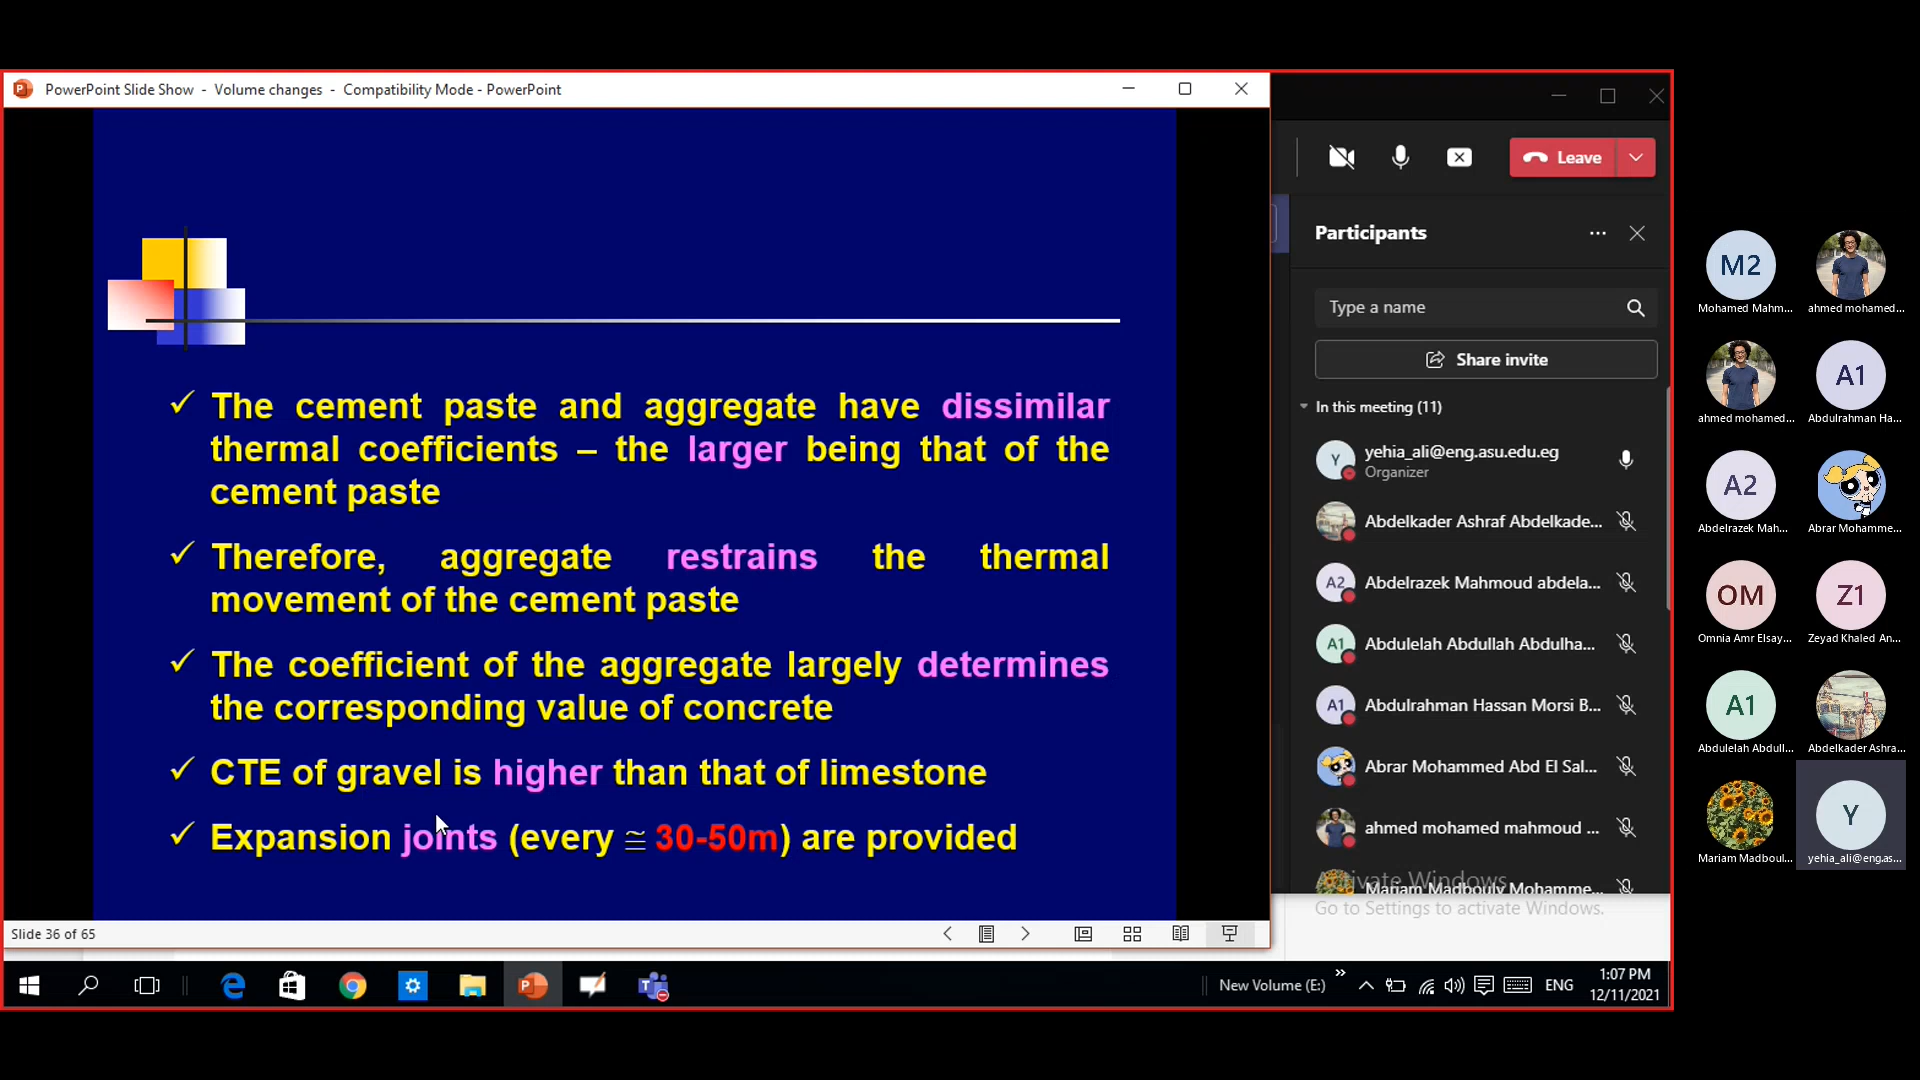 PowerPoint Slide Show - Volume changes - Compatibility Mode - PowerPoint
The cement paste and aggregate have dissimilar
thermal coefficients – the larger being that of the
cement paste
Therefore, aggregate restrains the thermal
movement of the cement paste
The coefficient of the aggregate largely determines
the corresponding value of concrete
CTE of gravel is higher than that of limestone
Expansion joints (every ≅ 30-50m) are provided
Slide 36 of 65
Leave
Participants
Type a name
Share invite
In this meeting (11)
Y
yehia_ali@eng.asu.edu.eg
Organizer
Abdelkader Ashraf Abdelkade...
A2
Abdelrazek Mahmoud abdela...
A1
Abdulelah Abdullah Abdulha...
A1
Abdulrahman Hassan Morsi B...
Abrar Mohammed Abd El Sal...
ahmed mohamed mahmoud ...
Mariam Madbouly Mohamme...
Activate Windows
Go to Settings to activate Windows.
New Volume (E:)
ENG
1:07 PM
12/11/2021
M2
Mohamed Mahm...
ahmed mohamed...
ahmed mohamed...
A1
Abdulrahman Ha...
A2
Abdelrazek Mah...
Abrar Mohamme...
OM
Omnia Amr Elsay...
Z1
Zeyad Khaled An...
A1
Abdulelah Abdull...
Abdelkader Ashra...
Mariam Madboul...
Y
yehia_ali@eng.as...